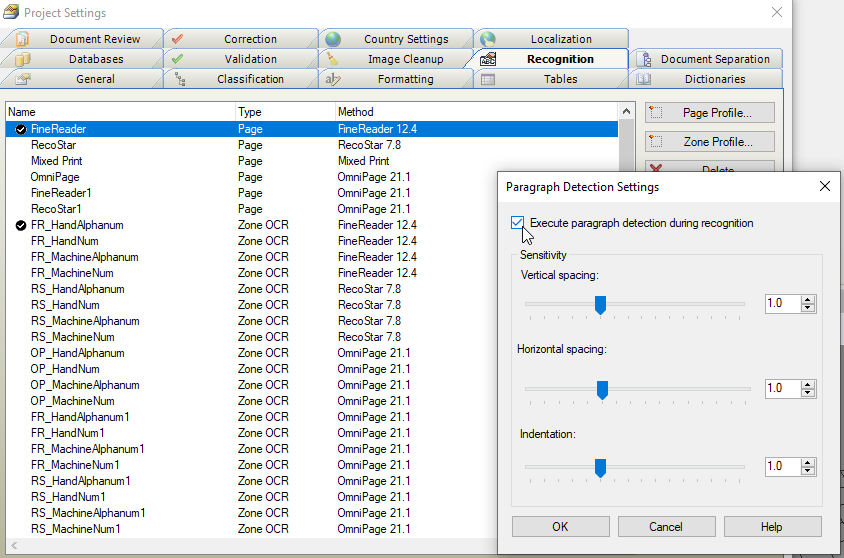 Project Settings
Document Review
Correction
Country Settings
Localization
Databases
Validation
Image Cleanup
Recognition
Document Separation
General
Classification
Formatting
Tables
Dictionaries
Name Type Method
FineReader Page FineReader 12.4
RecoStar Page RecoStar 7.8
Mixed Print Page Mixed Print
OmniPage Page OmniPage 21.1
FineReader1 Page OmniPage 21.1
RecoStar1 Page OmniPage 21.1
FR_HandAlphanum Zone OCR FineReader 12.4
FR_HandNum Zone OCR FineReader 12.4
FR_MachineAlphanum Zone OCR FineReader 12.4
FR_MachineNum Zone OCR FineReader 12.4
RS_HandAlphanum Zone OCR RecoStar 7.8
RS_HandNum Zone OCR RecoStar 7.8
RS_MachineAlphanum Zone OCR RecoStar 7.8
RS_MachineNum Zone OCR RecoStar 7.8
OP_HandAlphanum Zone OCR OmniPage 21.1
OP_HandNum Zone OCR OmniPage 21.1
OP_MachineAlphanum Zone OCR OmniPage 21.1
OP_MachineNum Zone OCR OmniPage 21.1
FR_HandAlphanum1 Zone OCR OmniPage 21.1
FR_HandNum1 Zone OCR OmniPage 21.1
FR_MachineAlphanum1 Zone OCR OmniPage 21.1
FR_MachineNum1 Zone OCR OmniPage 21.1
RS_HandAlphanum1 Zone OCR OmniPage 21.1
RS_HandNum1 Zone OCR OmniPage 21.1
RS_MachineAlphanum1 Zone OCR OmniPage 21.1
RS_MachineNum1 Zone OCR OmniPage 21.1
Page Profile...
Zone Profile...
Delete
Paragraph Detection Settings
Execute paragraph detection during recognition
Sensitivity
Vertical spacing:
1.0
Horizontal spacing:
1.0
Indentation:
1.0
OK
Cancel
Help